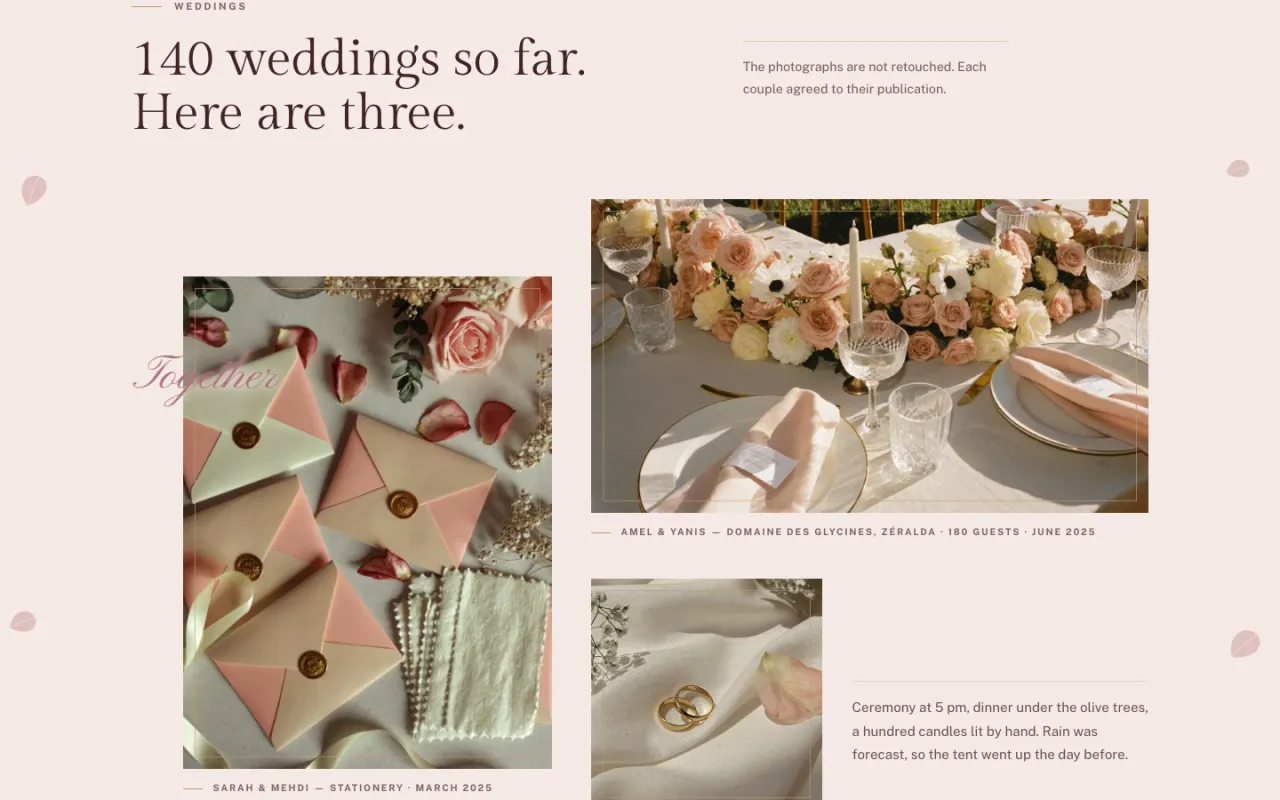 WEDDINGS
140 weddings so far.
Here are three.
The photographs are not retouched. Each
couple agreed to their publication.
Together
AMEL & YANIS — DOMAINE DES GLYCINES, ZÉRALDA · 180 GUESTS · JUNE 2025
Ceremony at 5 pm, dinner under the olive trees,
a hundred candles lit by hand. Rain was
forecast, so the tent went up the day before.
SARAH & MEHDI — STATIONERY · MARCH 2025